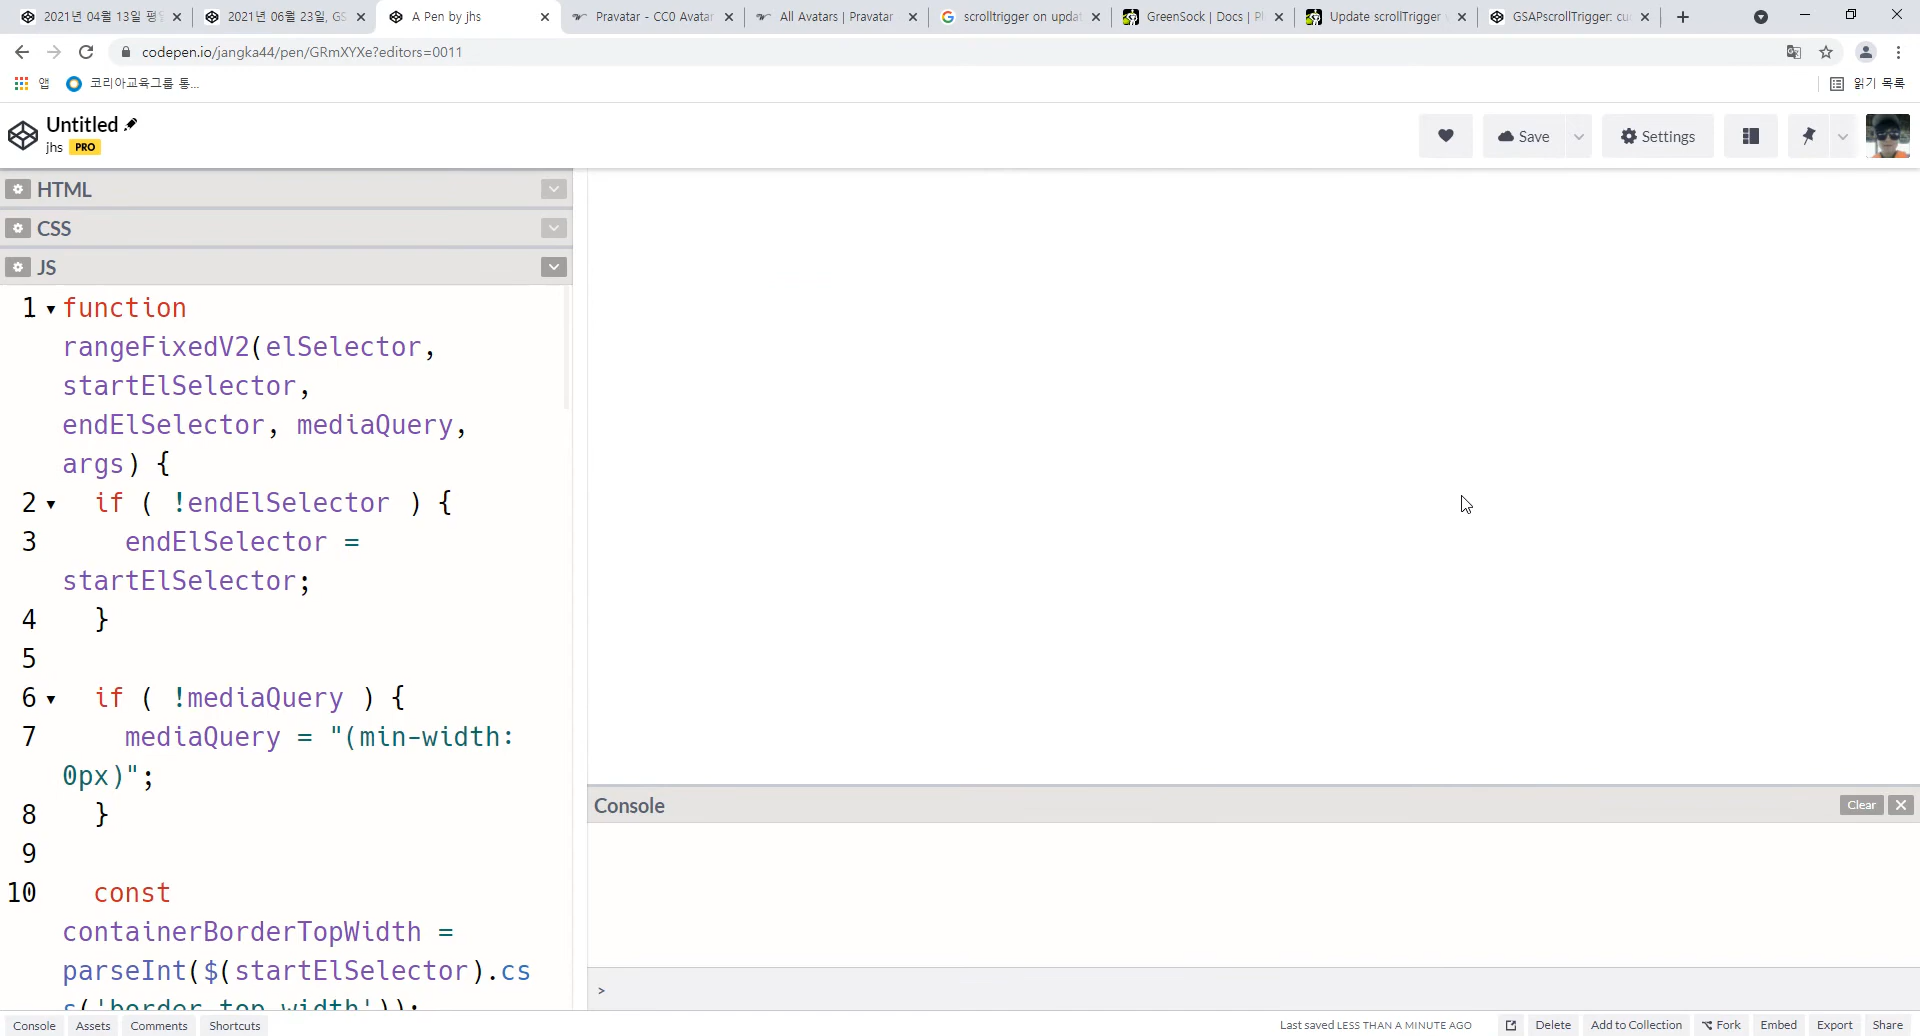 2021년 04월 13일 평일
2021년 06월 23일, GS
A Pen by jhs
Pravatar - CC0 Avatar
All Avatars | Pravatar
scrolltrigger on updat
GreenSock | Docs | Pl
Update scrollTrigger v
GSAPscrollTrigger: cu
codepen.io/jangka44/pen/GRmXYXe?editors=0011
앱
코리아교육그룹 통...
읽기 목록
Untitled
jhs PRO
Save
Settings
HTML
CSS
JS
1 function
rangeFixedV2(elSelector,
startElSelector,
endElSelector, mediaQuery,
args) {
2 if ( !endElSelector ) {
3 endElSelector =
startElSelector;
4 }
5
6 if ( !mediaQuery ) {
7 mediaQuery = "(min-width:
0px)";
8 }
9
10 const
containerBorderTopWidth =
parseInt($(startElSelector).cs
s('border-top-width'));
Console
Clear
>
Console
Assets
Comments
Shortcuts
Last saved LESS THAN A MINUTE AGO
Delete
Add to Collection
Fork
Embed
Export
Share